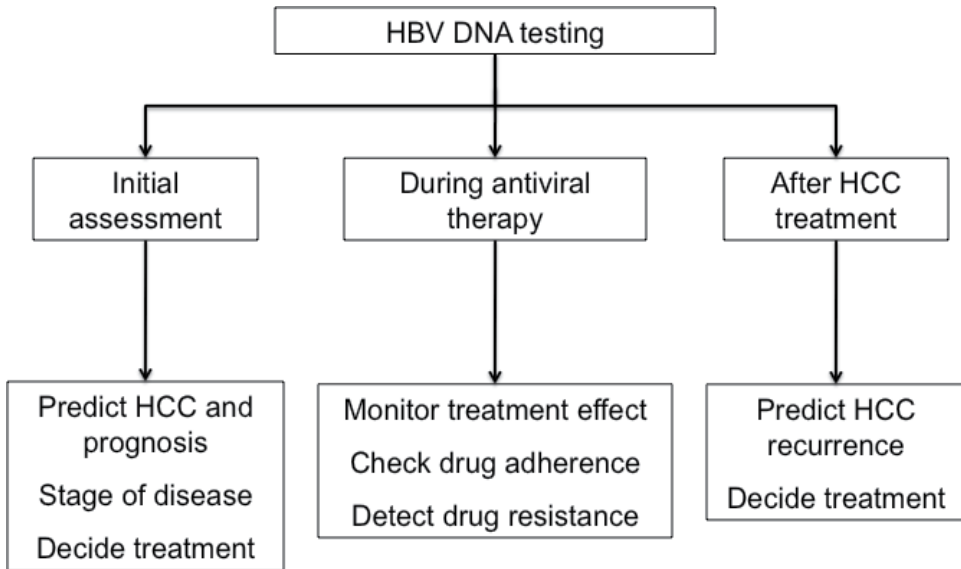 HBV DNA testing
Initial
assessment
During antiviral
therapy
After HCC
treatment
Predict HCC and
prognosis
Stage of disease
Decide treatment
Monitor treatment effect
Check drug adherence
Detect drug resistance
Predict HCC
recurrence
Decide treatment